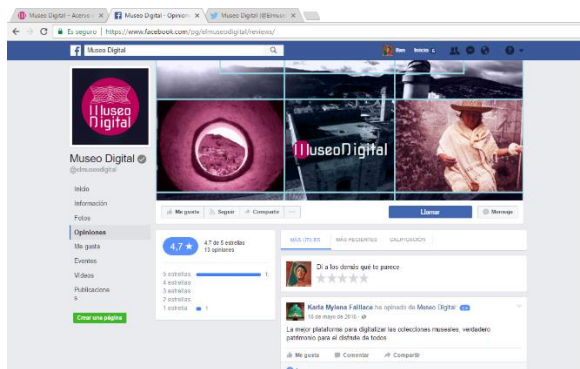 Museo Digital - Acervo
Museo Digital - Opinion
Museo Digital (@Elmuse
Es seguro | https://www.facebook.com/pg/elmuseodigital/reviews/
Museo Digital
Inicio
Museo
Digital
MuseoDigital
Museo Digital
@elmuseodigital
Inicio
Información
Fotos
Opiniones
Me gusta
Eventos
Videos
Publicacione
s
Crear una página
Me gusta
Seguir
Compartir
Llamar
Mensaje
4,7 ★
4.7 de 5 estrellas
13 opiniones
5 estrellas
4 estrellas
3 estrellas
2 estrellas
1 estrella
MÁS ÚTILES
MÁS RECIENTES
CALIFICACIÓN
Di a los demás qué te parece.
Karla Mylena Faillace ha opinado de Museo Digital
de mayo de 2016
La mejor plataforma para digitalizar las colecciones museales, verdadero
patrimonio para el disfrute de todos
Me gusta
Comentar
Compartir